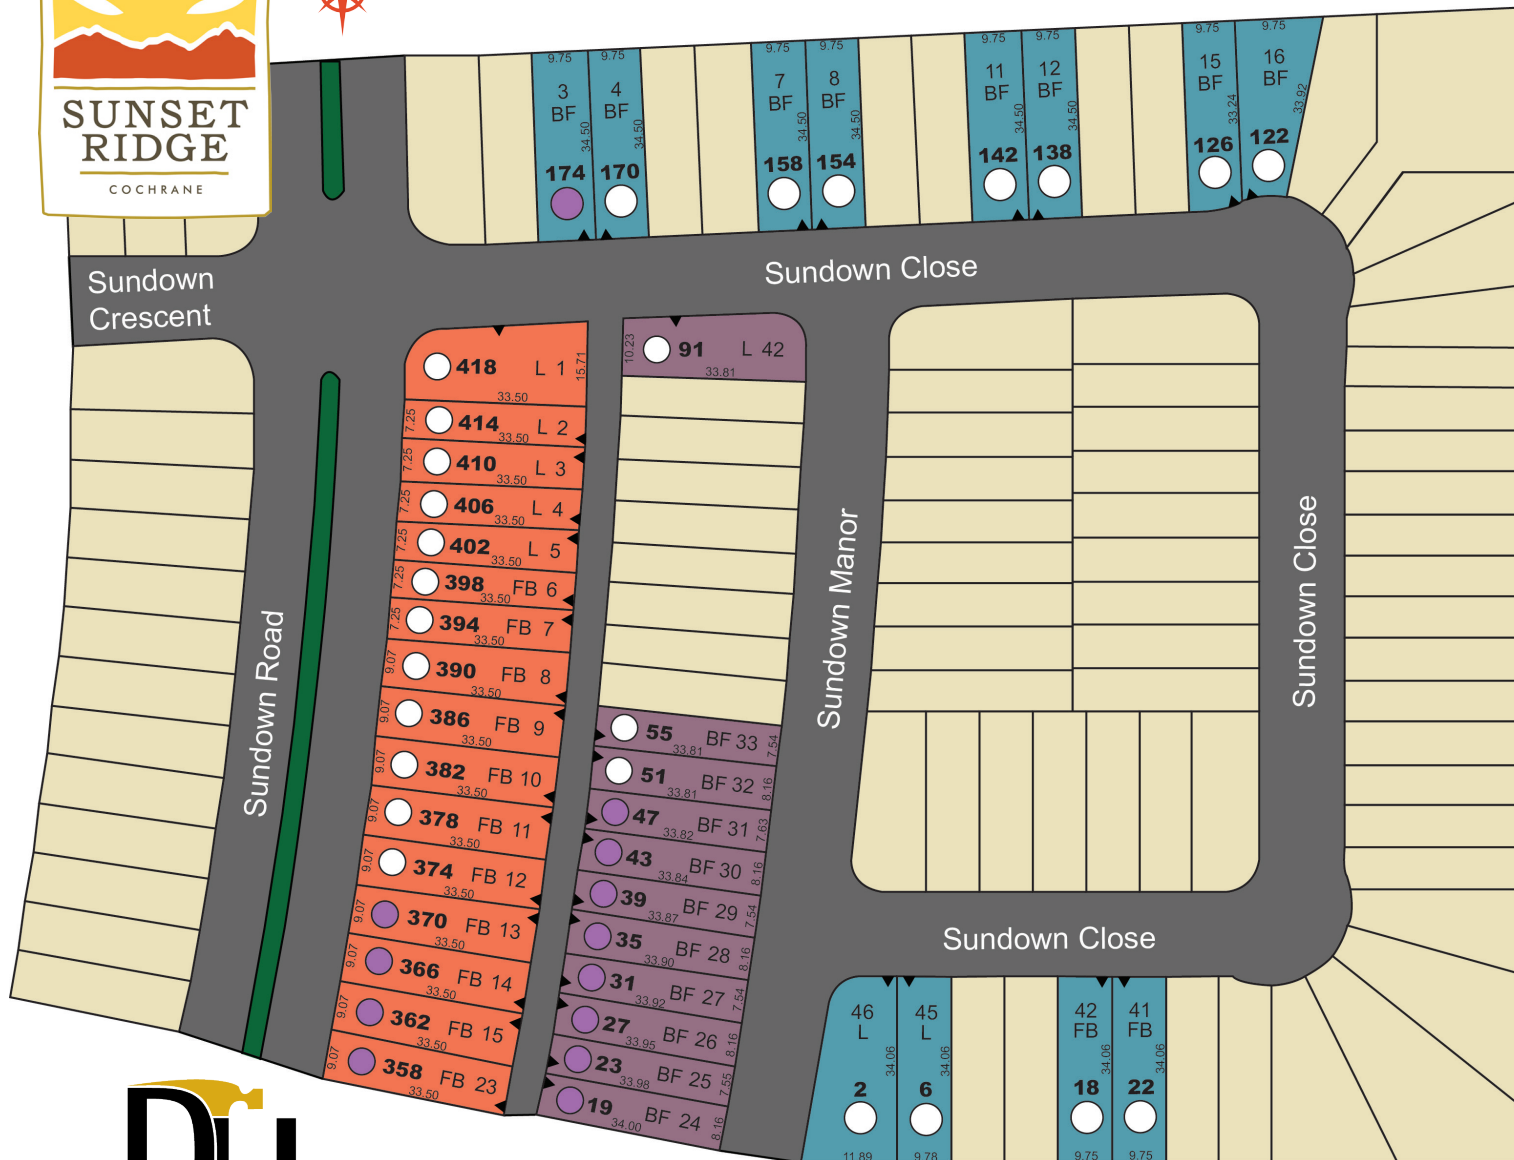 SUNSET
RIDGE
COCHRANE
9.75
3
BF
34.50
174
9.75
4
BF
34.50
170
9.75
7
BF
34.50
158
9.75
8
BF
34.50
154
9.75
11
BF
34.50
142
9.75
12
BF
34.50
138
9.75
15
BF
33.24
126
9.75
16
BF
33.92
122
Sundown
Crescent
Sundown Close
418 L 1
15.71
33.50
7.25
414 L 2
33.50
7.25
410 L 3
33.50
7.25
406 L 4
33.50
7.25
402 L 5
33.50
7.25
398 FB 6
33.50
7.25
394 FB 7
33.50
9.07
390 FB 8
33.50
9.07
386 FB 9
33.50
9.07
382 FB 10
33.50
9.07
378 FB 11
33.50
9.07
374 FB 12
33.50
9.07
370 FB 13
33.50
9.07
366 FB 14
33.50
9.07
362 FB 15
33.50
9.07
358 FB 23
33.50
10.23
91 L 42
33.81
55 BF 33
33.81
7.54
51 BF 32
33.81
8.16
47 BF 31
33.82
7.63
43 BF 30
33.84
8.16
39 BF 29
33.87
7.54
35 BF 28
33.90
8.16
31 BF 27
33.92
7.54
27 BF 26
33.95
8.16
23 BF 25
33.98
7.55
19 BF 24
34.00
8.16
Sundown Road
Sundown Manor
Sundown Close
Sundown Close
46
L
34.06
2
11.89
45
L
34.06
6
9.78
42
FB
34.06
18
9.75
41
FB
34.06
22
9.75